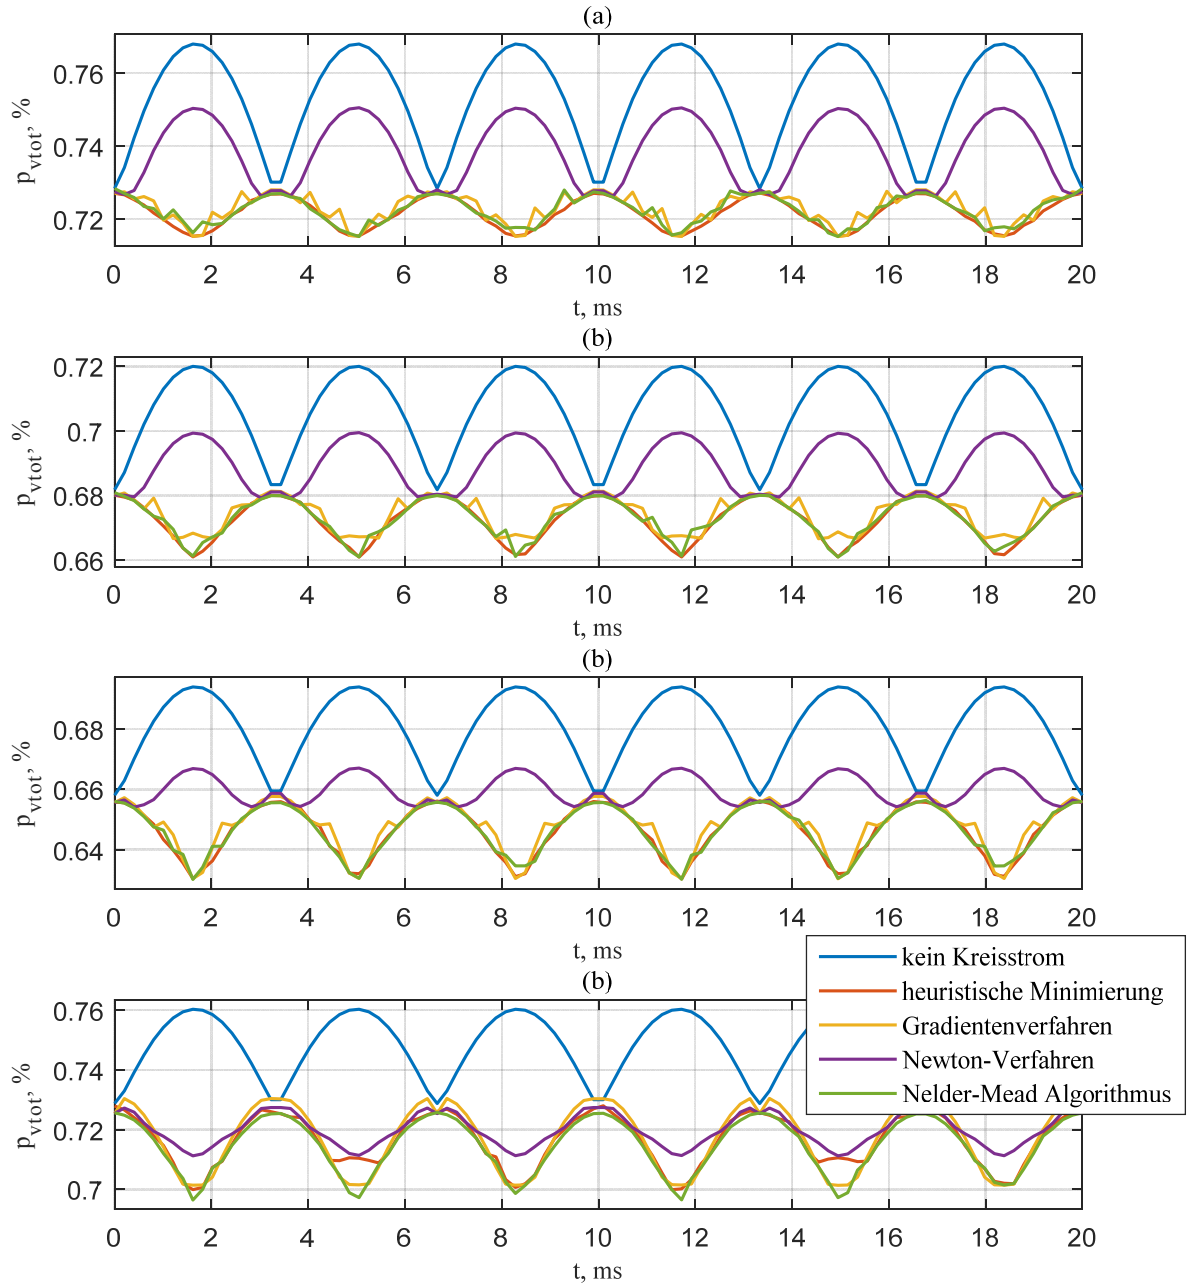 (a)
0.76
0.74
0.72
p_vtot, %
0 2 4 6 8 10 12 14 16 18 20
t, ms
(b)
0.72
0.7
0.68
0.66
p_vtot, %
0 2 4 6 8 10 12 14 16 18 20
t, ms
(b)
0.68
0.66
0.64
p_vtot, %
0 2 4 6 8 10 12 14 16 18 20
t, ms
(b)
0.76
0.74
0.72
0.7
p_vtot, %
kein Kreisstrom
heuristische Minimierung
Gradientenverfahren
Newton-Verfahren
Nelder-Mead Algorithmus
0 2 4 6 8 10 12 14 16 18 20
t, ms